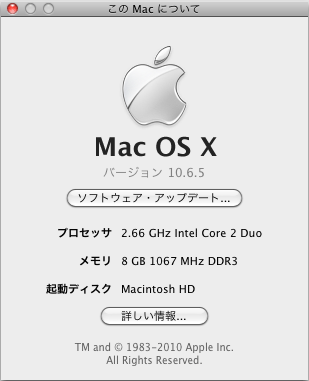 この Mac について
Mac OS X
バージョン 10.6.5
ソフトウェア・アップデート...
プロセッサ 2.66 GHz Intel Core 2 Duo
メモリ 8 GB 1067 MHz DDR3
起動ディスク Macintosh HD
詳しい情報...
TM and © 1983-2010 Apple Inc.
All Rights Reserved.